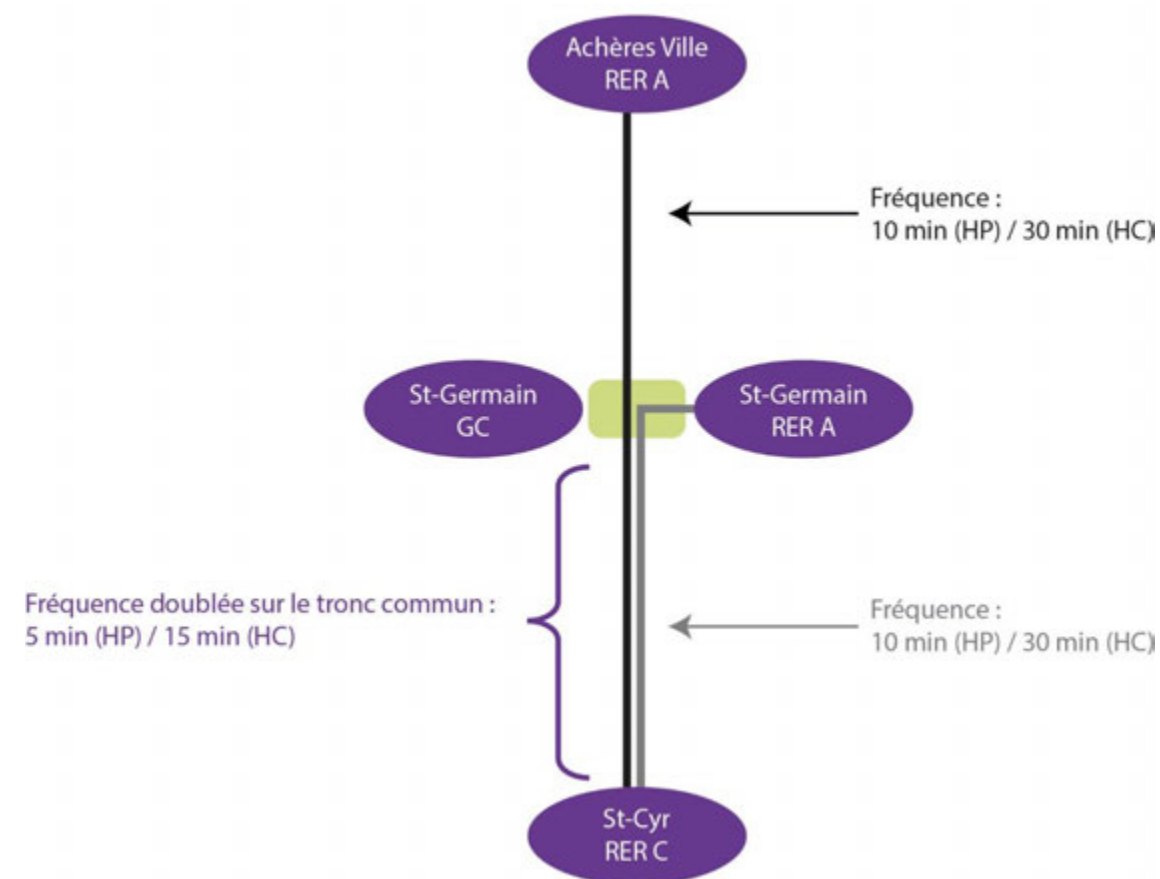 Achères Ville
RER A
Fréquence :
10 min (HP) / 30 min (HC)
St-Germain
GC
St-Germain
RER A
Fréquence doublée sur le tronc commun :
5 min (HP) / 15 min (HC)
Fréquence :
10 min (HP) / 30 min (HC)
St-Cyr
RER C